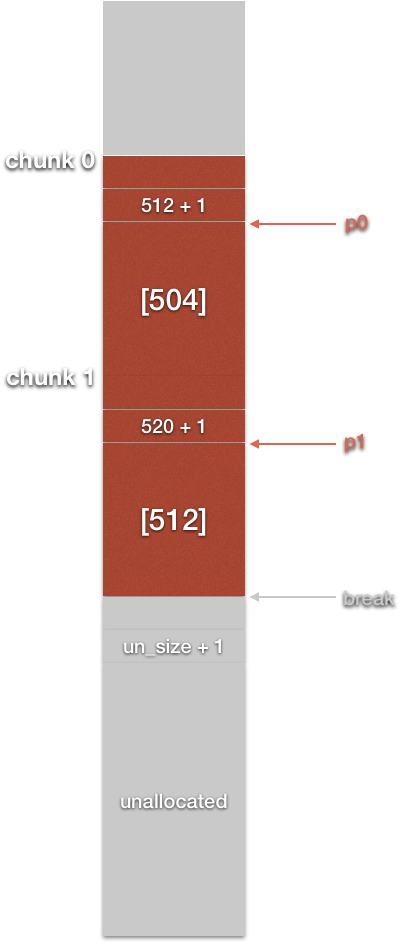 chunk 0
512 + 1
p0
[504]
chunk 1
520 + 1
p1
[512]
break
un_size + 1
unallocated